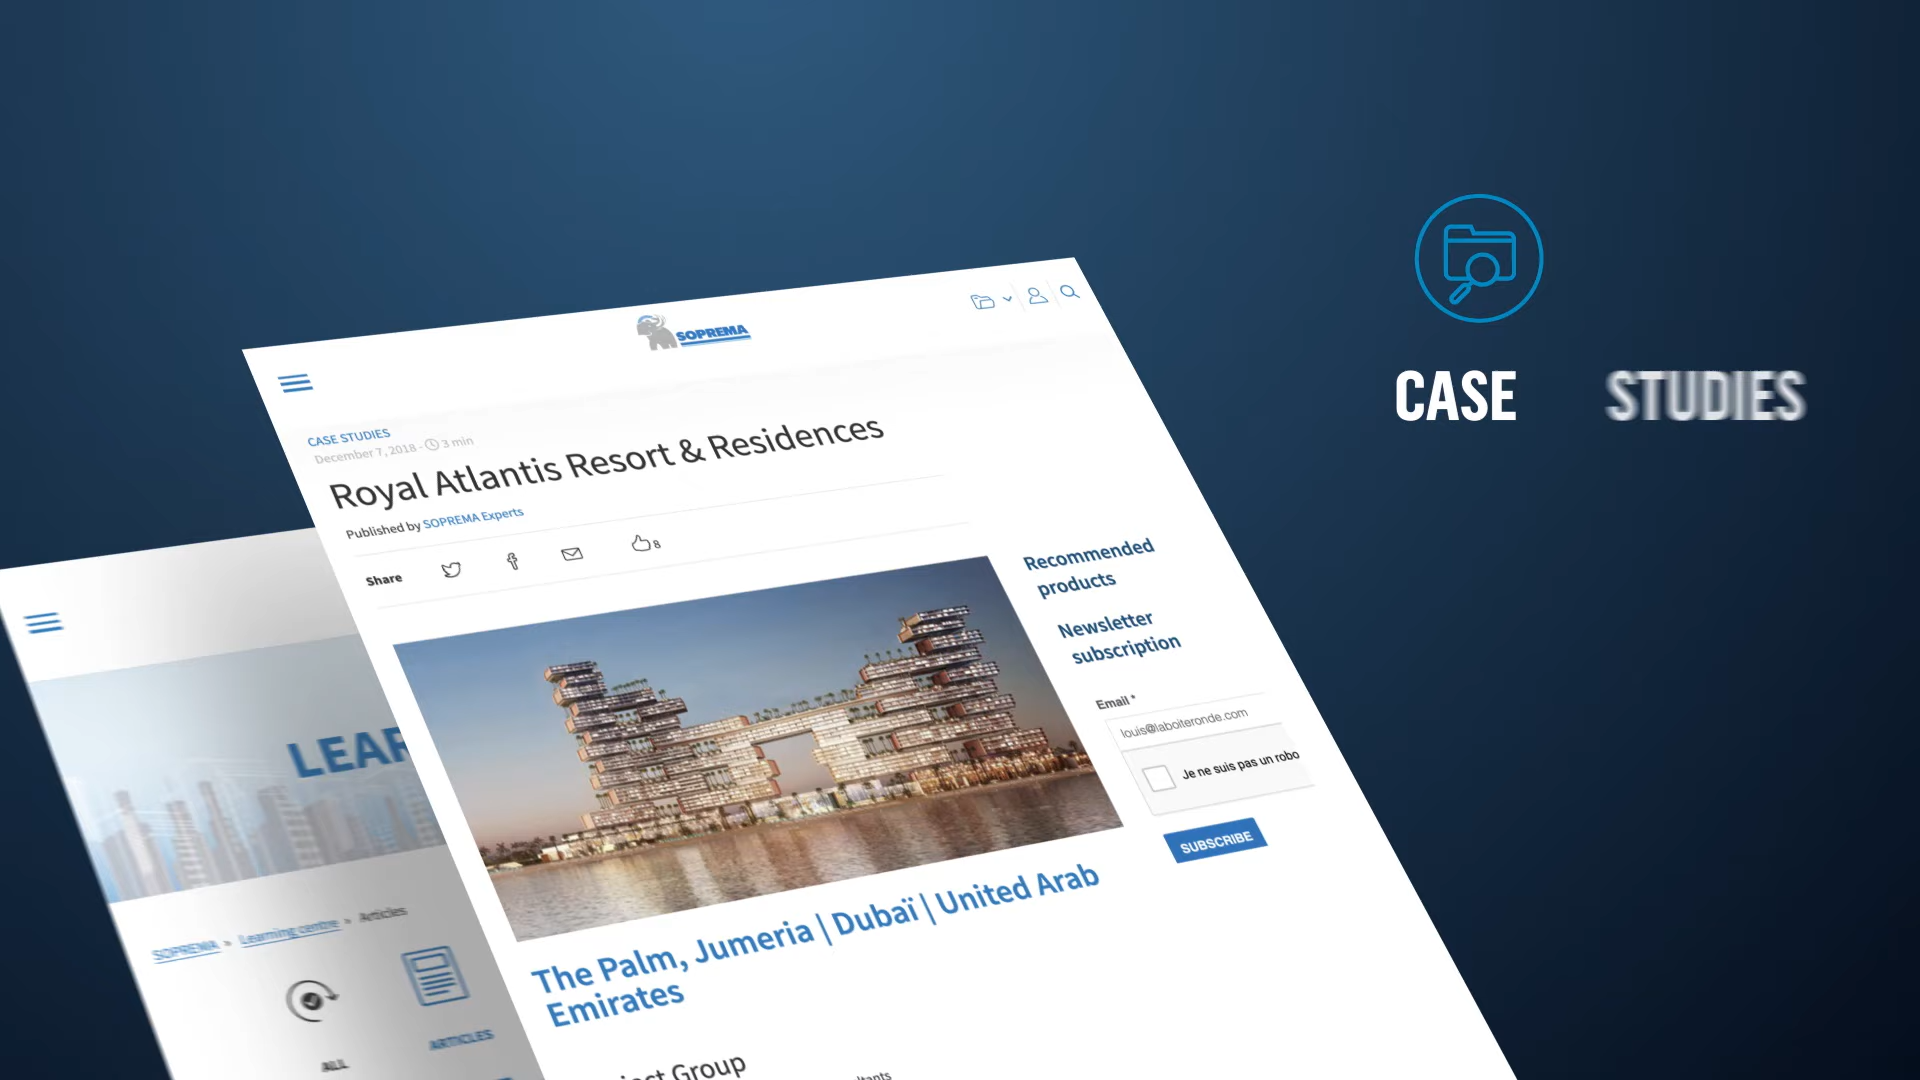 CASE STUDIES
SOPREMA
CASE STUDIES
December 7, 2018 - 3 min
Royal Atlantis Resort & Residences
Published by SOPREMA Experts
Share
8
Recommended
products
Newsletter
subscription
Email *
louis@laboiteronde.com
Je ne suis pas un robo
SUBSCRIBE
The Palm, Jumeria | Dubaï | United Arab
Emirates
ject Group
ltants
LEAR
SOPREMA » Learning centre » Articles
ALL
ARTICLES